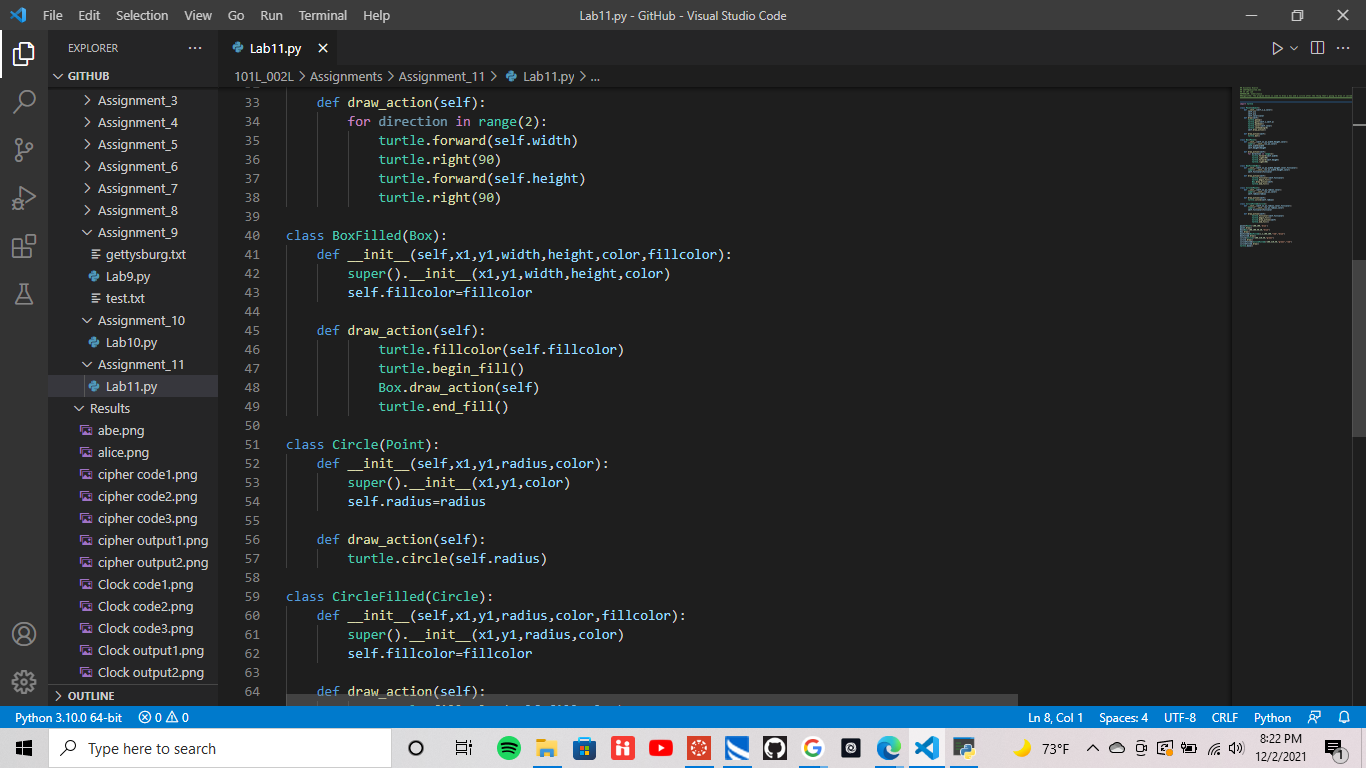 File Edit Selection View Go Run Terminal Help
Lab11.py - GitHub - Visual Studio Code
EXPLORER
GITHUB
Assignment_3
Assignment_4
Assignment_5
Assignment_6
Assignment_7
Assignment_8
Assignment_9
gettysburg.txt
Lab9.py
test.txt
Assignment_10
Lab10.py
Assignment_11
Lab11.py
Results
abe.png
alice.png
cipher code1.png
cipher code2.png
cipher code3.png
cipher output1.png
cipher output2.png
Clock code1.png
Clock code2.png
Clock code3.png
Clock output1.png
Clock output2.png
OUTLINE
Lab11.py
101L_002L > Assignments > Assignment_11 > Lab11.py > ...
33 def draw_action(self):
34 for direction in range(2):
35 turtle.forward(self.width)
36 turtle.right(90)
37 turtle.forward(self.height)
38 turtle.right(90)
39
40 class BoxFilled(Box):
41 def __init__(self,x1,y1,width,height,color,fillcolor):
42 super().__init__(x1,y1,width,height,color)
43 self.fillcolor=fillcolor
44
45 def draw_action(self):
46 turtle.fillcolor(self.fillcolor)
47 turtle.begin_fill()
48 Box.draw_action(self)
49 turtle.end_fill()
50
51 class Circle(Point):
52 def __init__(self,x1,y1,radius,color):
53 super().__init__(x1,y1,color)
54 self.radius=radius
55
56 def draw_action(self):
57 turtle.circle(self.radius)
58
59 class CircleFilled(Circle):
60 def __init__(self,x1,y1,radius,color,fillcolor):
61 super().__init__(x1,y1,radius,color)
62 self.fillcolor=fillcolor
63
64 def draw_action(self):
Python 3.10.0 64-bit 0 0
Ln 8, Col 1 Spaces: 4 UTF-8 CRLF Python
Type here to search
73°F
8:22 PM
12/2/2021
1